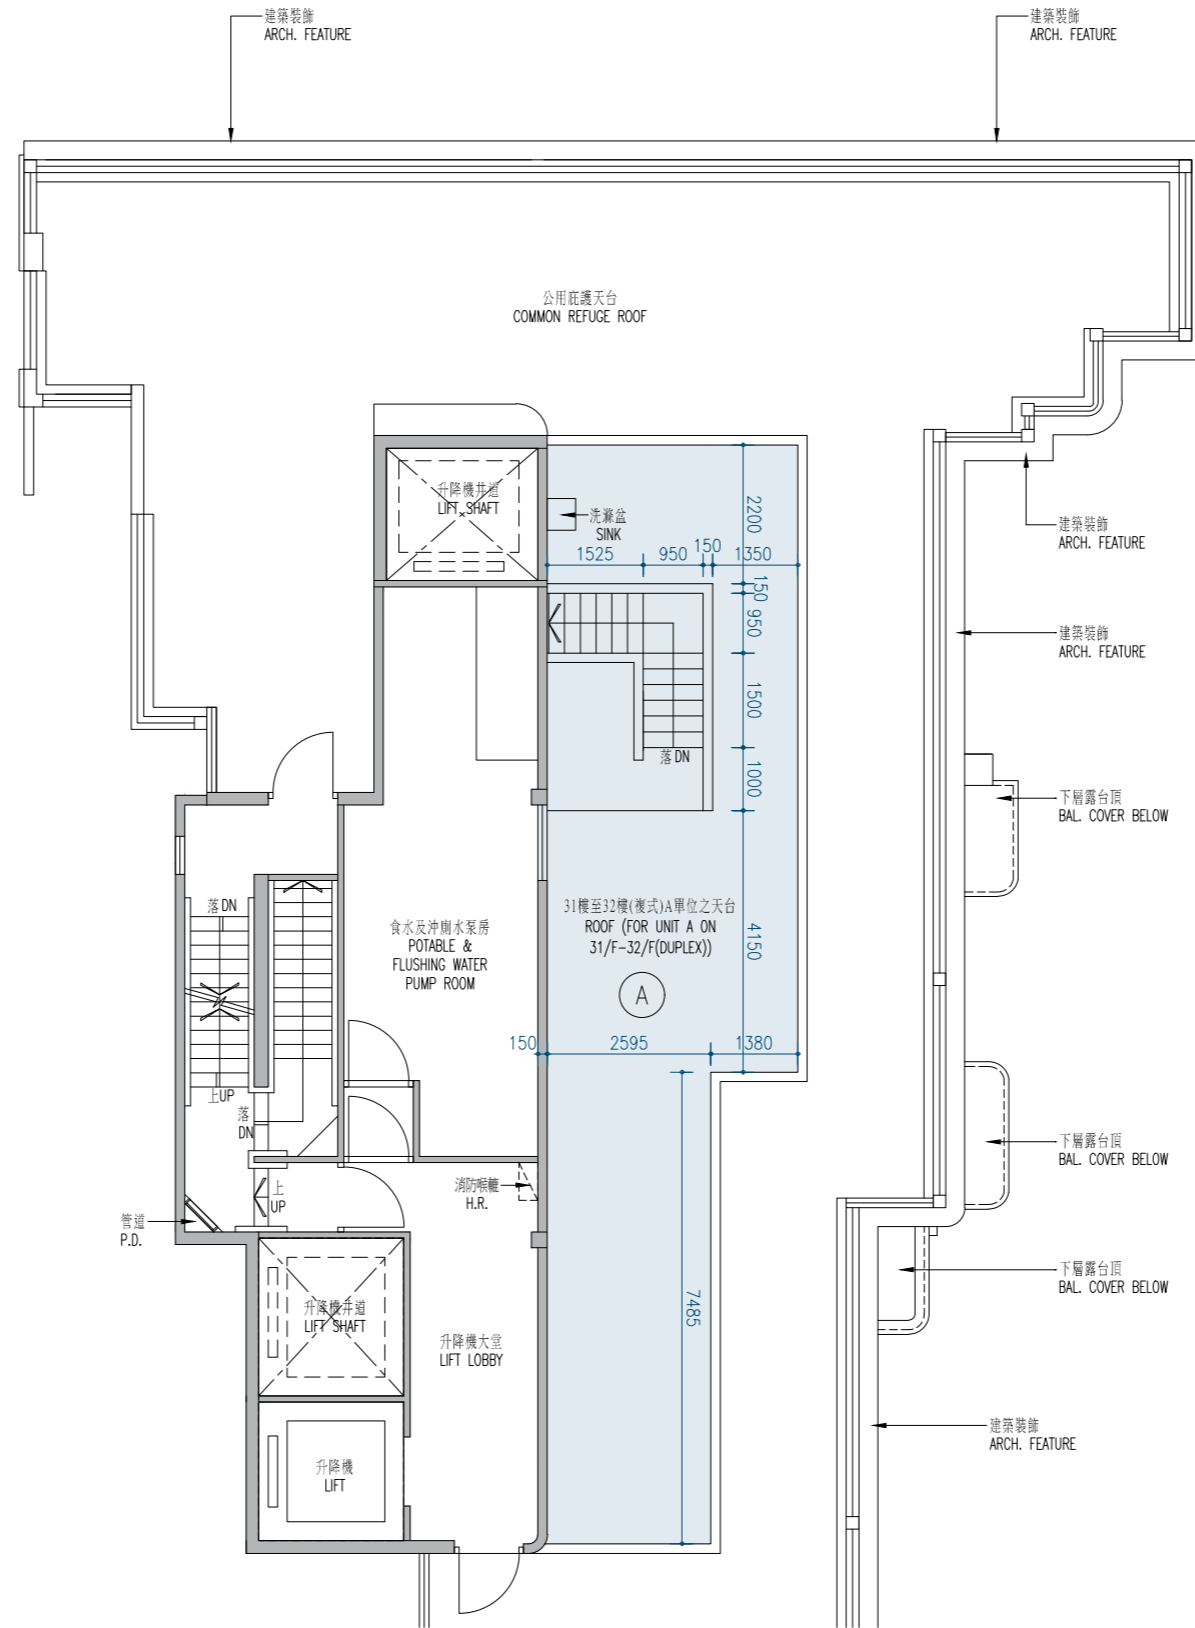 建築裝飾
ARCH. FEATURE
建築裝飾
ARCH. FEATURE
公用庇護天台
COMMON REFUGE ROOF
升降機井道
LIFT SHAFT
洗滌盆
SINK
2200
1525
950
150
1350
150
950
1500
1000
落 DN
建築裝飾
ARCH. FEATURE
建築裝飾
ARCH. FEATURE
下層露台頂
BAL. COVER BELOW
落 DN
食水及沖廁水泵房
POTABLE &
FLUSHING WATER
PUMP ROOM
31樓至32樓(複式)A單位之天台
ROOF (FOR UNIT A ON
31/F-32/F(DUPLEX))
A
4150
150
2595
1380
上UP
落
DN
上
UP
消防喉轆
H.R.
管道
P.D.
下層露台頂
BAL. COVER BELOW
下層露台頂
BAL. COVER BELOW
7485
升降機井道
LIFT SHAFT
升降機大堂
LIFT LOBBY
升降機
LIFT
建築裝飾
ARCH. FEATURE